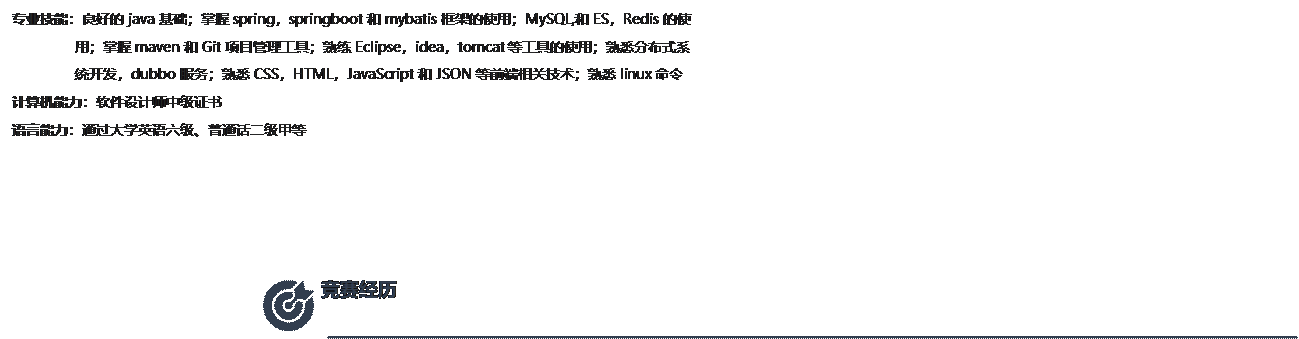 专业技能：良好的 java 基础；掌握 spring，springboot 和 mybatis 框架的使用；MySQL和 ES，Redis 的使
用；掌握 maven 和 Git 项目管理工具；熟练 Eclipse，idea，tomcat 等工具的使用；熟悉分布式系
统开发，dubbo 服务；熟悉 CSS，HTML，JavaScript 和 JSON 等前端相关技术；熟悉 linux 命令
计算机能力：软件设计师中级证书
语言能力：通过大学英语六级、普通话二级甲等
竞赛经历